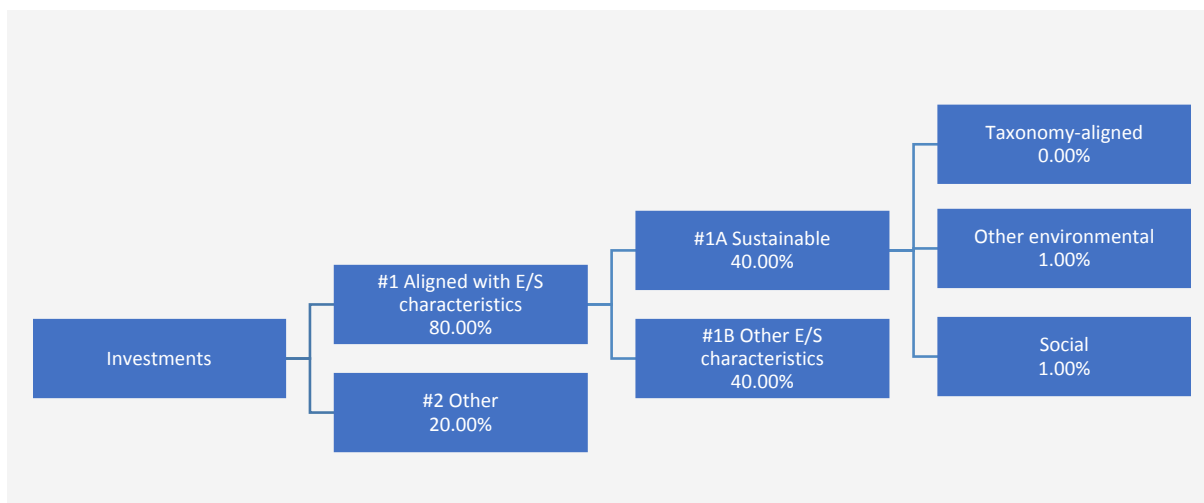 Investments
#1 Aligned with E/S
characteristics
80.00%
#2 Other
20.00%
#1A Sustainable
40.00%
#1B Other E/S
characteristics
40.00%
Taxonomy-aligned
0.00%
Other environmental
1.00%
Social
1.00%